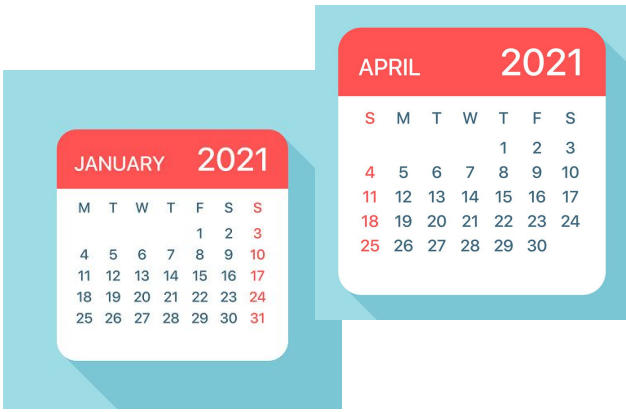 JANUARY 2021
M T W T F S S
1 2 3
4 5 6 7 8 9 10
11 12 13 14 15 16 17
18 19 20 21 22 23 24
25 26 27 28 29 30 31
APRIL 2021
S M T W T F S
1 2 3
4 5 6 7 8 9 10
11 12 13 14 15 16 17
18 19 20 21 22 23 24
25 26 27 28 29 30